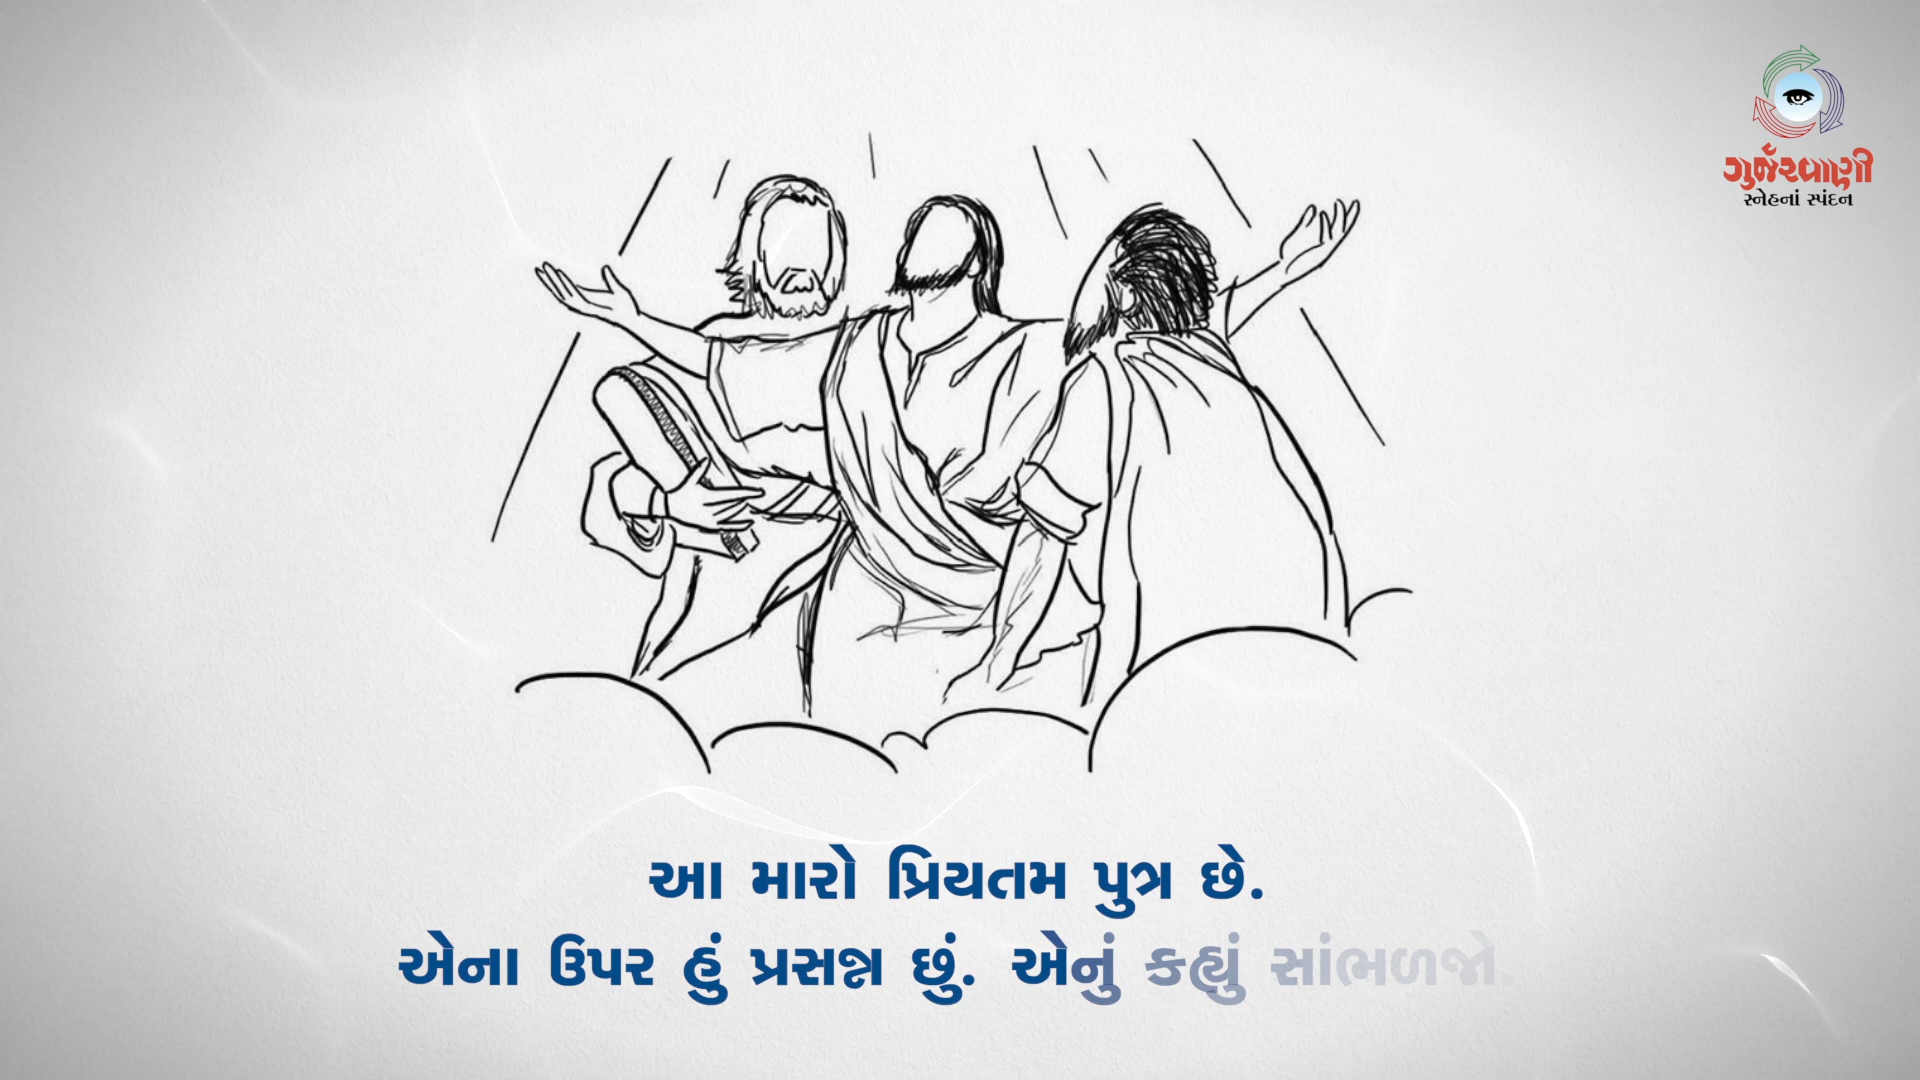 ગુર્જરવાણી
સ્નેહનાં સ્પંદન
આ મારો પ્રિયતમ પુત્ર છે.
એના ઉપર હું પ્રસન્ન છું. એનું કહ્યું સાંભળજો.